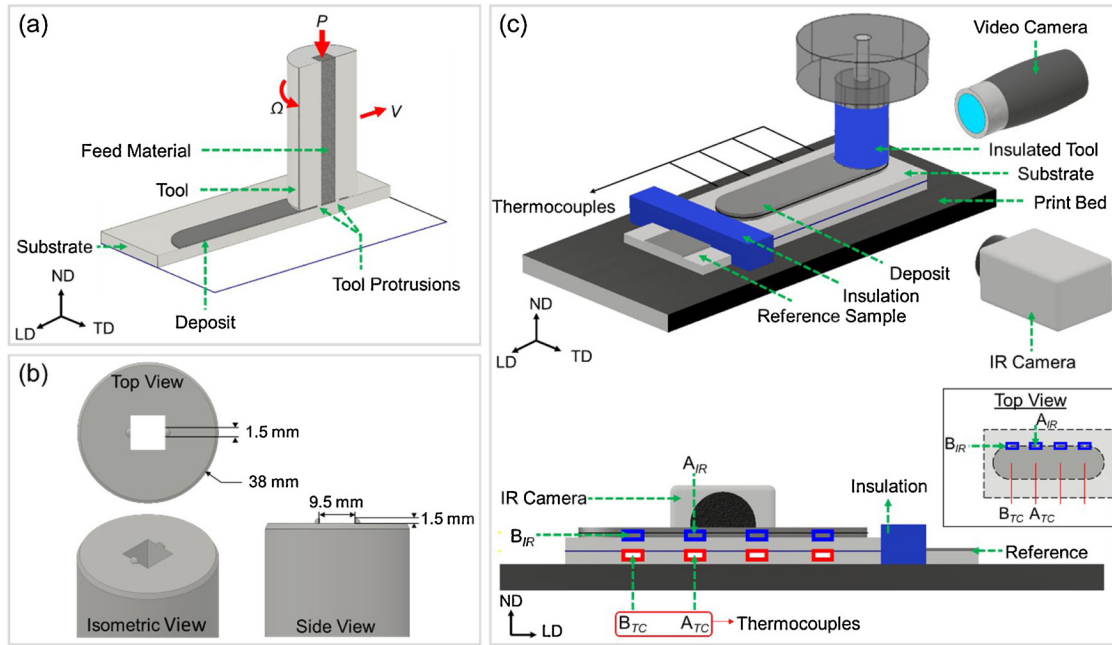 (a)
P
Ω
V
Feed Material
Tool
Substrate
Tool Protrusions
Deposit
ND
LD
TD
(b)
Top View
1.5 mm
38 mm
9.5 mm
1.5 mm
Isometric View
Side View
(c)
Video Camera
Insulated Tool
Substrate
Print Bed
Thermocouples
Deposit
Insulation
Reference Sample
ND
LD
TD
IR Camera
Top View
A_IR
B_IR
B_TC A_TC
A_IR
IR Camera
Insulation
B_IR
Reference
ND
LD
B_TC A_TC Thermocouples